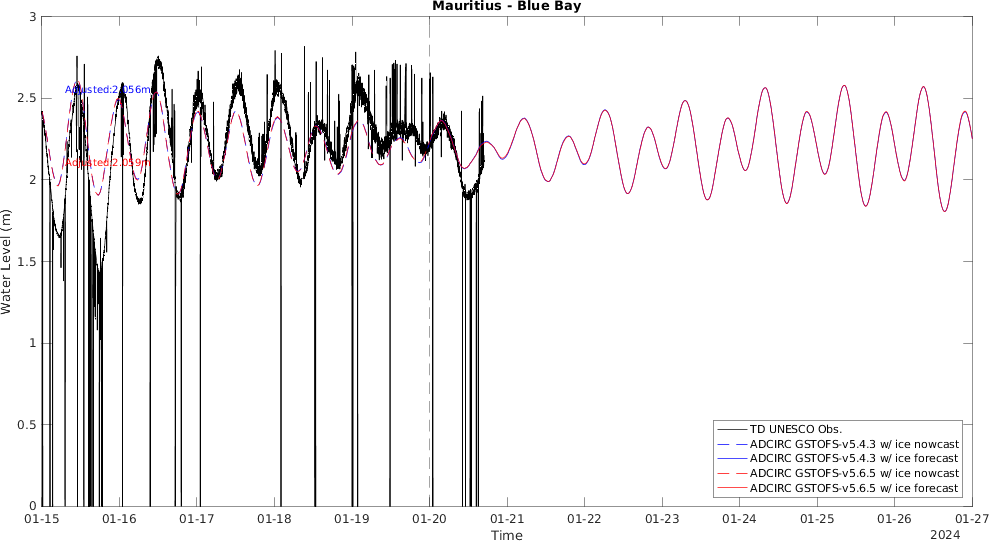 Mauritius - Blue Bay
Water Level (m)
3
2.5
2
1.5
1
0.5
0
Adjusted:2.056m
Adjusted:2.059m
TD UNESCO Obs.
ADCIRC GSTOFS-v5.4.3 w/ ice nowcast
ADCIRC GSTOFS-v5.4.3 w/ ice forecast
ADCIRC GSTOFS-v5.6.5 w/ ice nowcast
ADCIRC GSTOFS-v5.6.5 w/ ice forecast
01-15 01-16 01-17 01-18 01-19 01-20 01-21 01-22 01-23 01-24 01-25 01-26 01-27
Time
2024